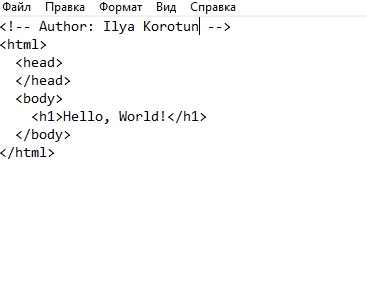 Файл Правка Формат Вид Справка
<!-- Author: Ilya Korotun -->
<html>
  <head>
  </head>
  <body>
    <h1>Hello, World!</h1>
  </body>
</html>